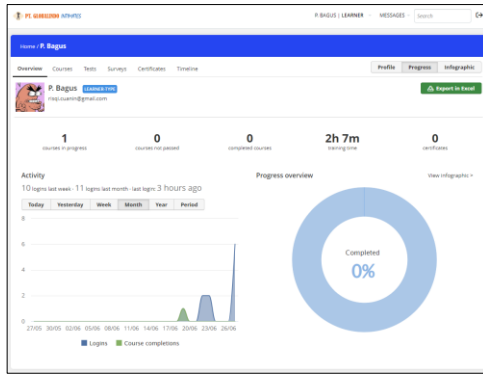 P. BAGUS | LEARNER
MESSAGES
Search
Home / P. Bagus
Overview Courses Tests Surveys Certificates Timeline
Profile Progress Infographic
P. Bagus LEARNER-TYPE
Export in Excel
1 0 0 2h 7m 0
courses in progress courses not passed completed courses training time certificates
Activity
10 logins last week - 11 logins last month - last login 3 hours ago
Today Yesterday Week Month Year Period
Progress overview
View infographic »
8
6
4
2
0
27/05 30/05 02/06 05/06 08/06 11/06 14/06 17/06 20/06 23/06 26/06
Logins Course completions
Completed
0%